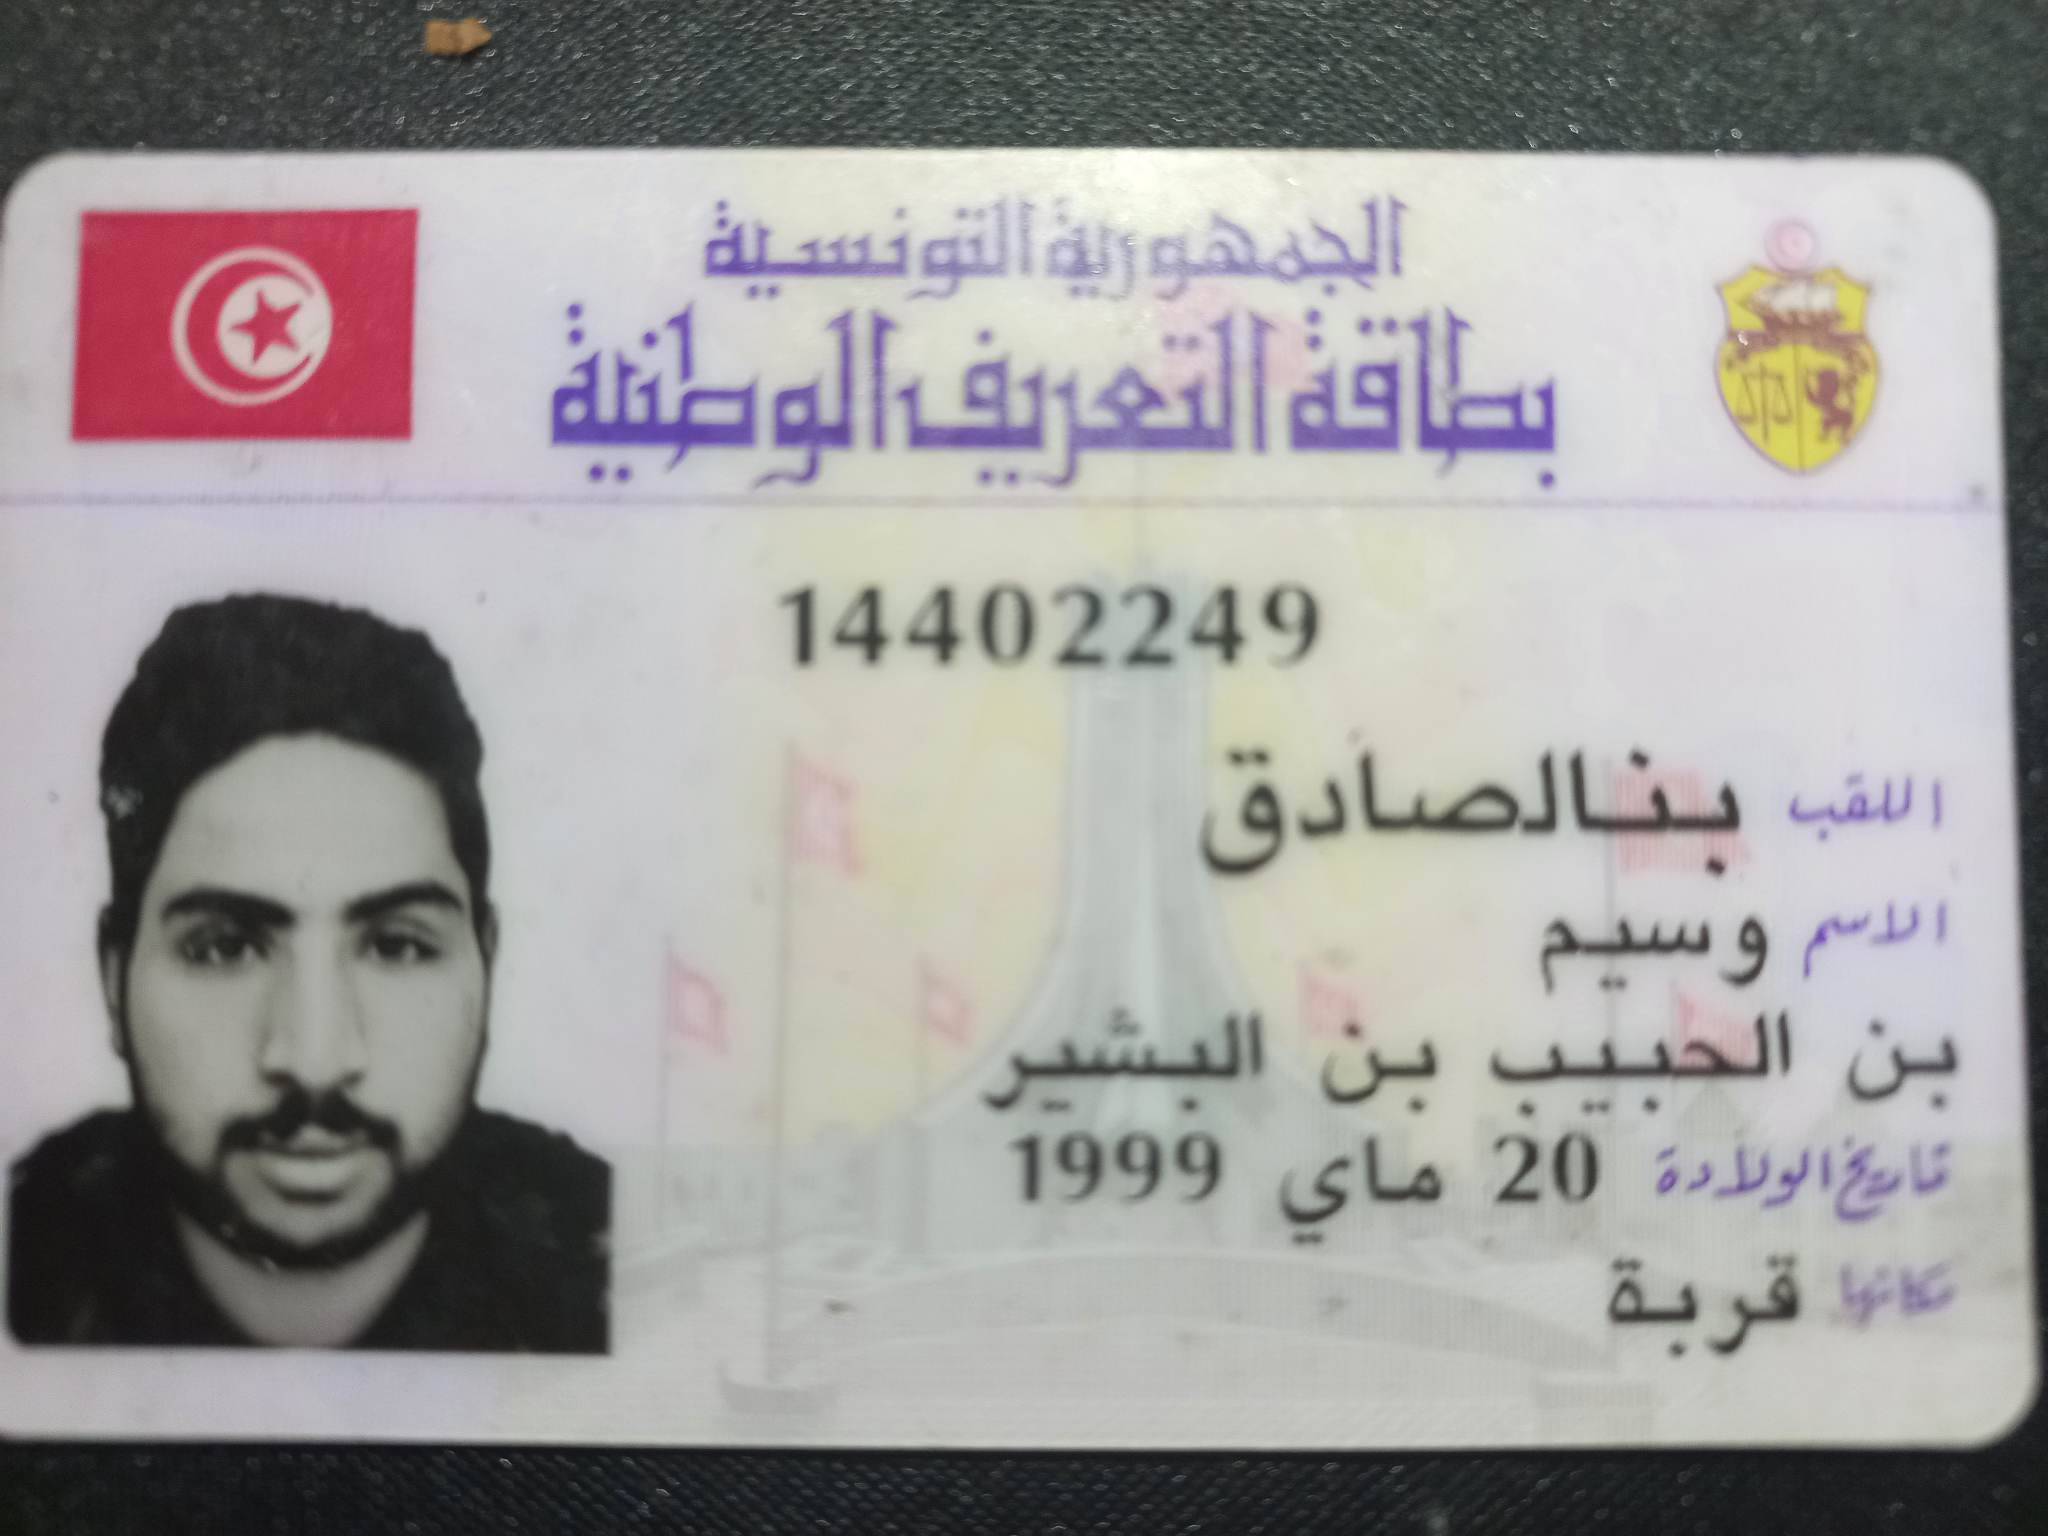 الجمهورية التونسية
بطاقة التعريف الوطنية
14402249
اللقب بنالصادق
الاسم وسيم
بن الحبيب بن البشير
تاريخ الولادة 20 ماي 1999
مكانها قربة